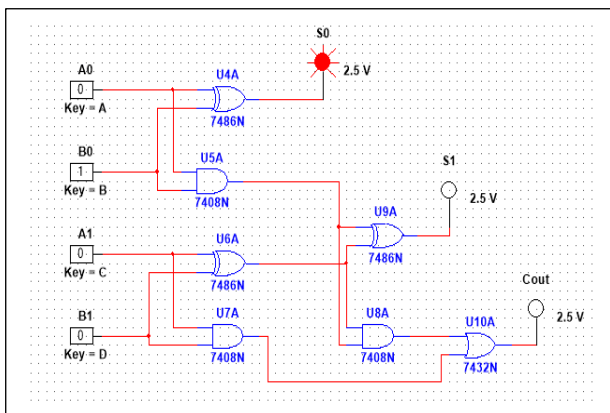 S0
2.5 V
A0
0
Key = A
U4A
7486N
B0
1
Key = B
U5A
7408N
S1
2.5 V
A1
0
Key = C
U6A
7486N
U9A
7486N
B1
0
Key = D
U7A
7408N
U8A
7408N
Cout
2.5 V
U10A
7432N